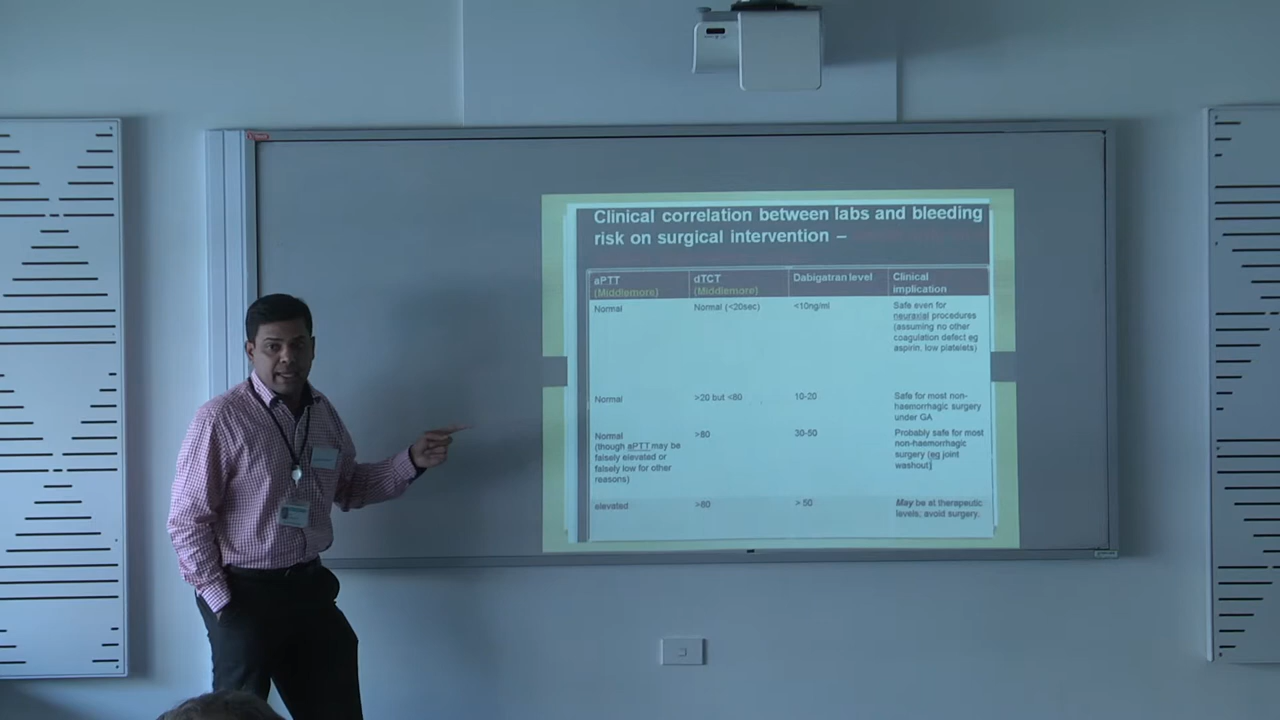 Clinical correlation between labs and bleeding
risk on surgical intervention –
aPTT
(Middlemore)
dTCT
(Middlemore)
Dabigatran level
Clinical
implication
Normal
Normal (<20sec)
<10ng/ml
Safe even for
neuraxial procedures
(assuming no other
coagulation defect eg
aspirin, low platelets)
Normal
>20 but <80
10-20
Safe for most non-
haemorrhagic surgery
under GA
Normal
(though aPTT may be
falsely elevated or
falsely low for other
reasons)
>80
30-50
Probably safe for most
non-haemorrhagic
surgery (eg joint
washout)
elevated
>80
> 50
May be at therapeutic
levels, avoid surgery.